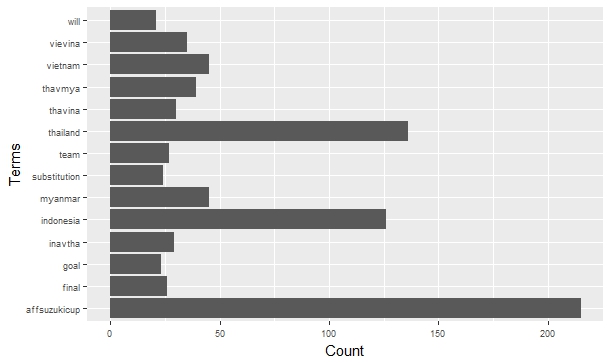 will
vievina
vietnam
thavmya
thavina
thailand
team
substitution
myanmar
indonesia
inavtha
goal
final
affsuzukicup
Terms
0 50 100 150 200
Count